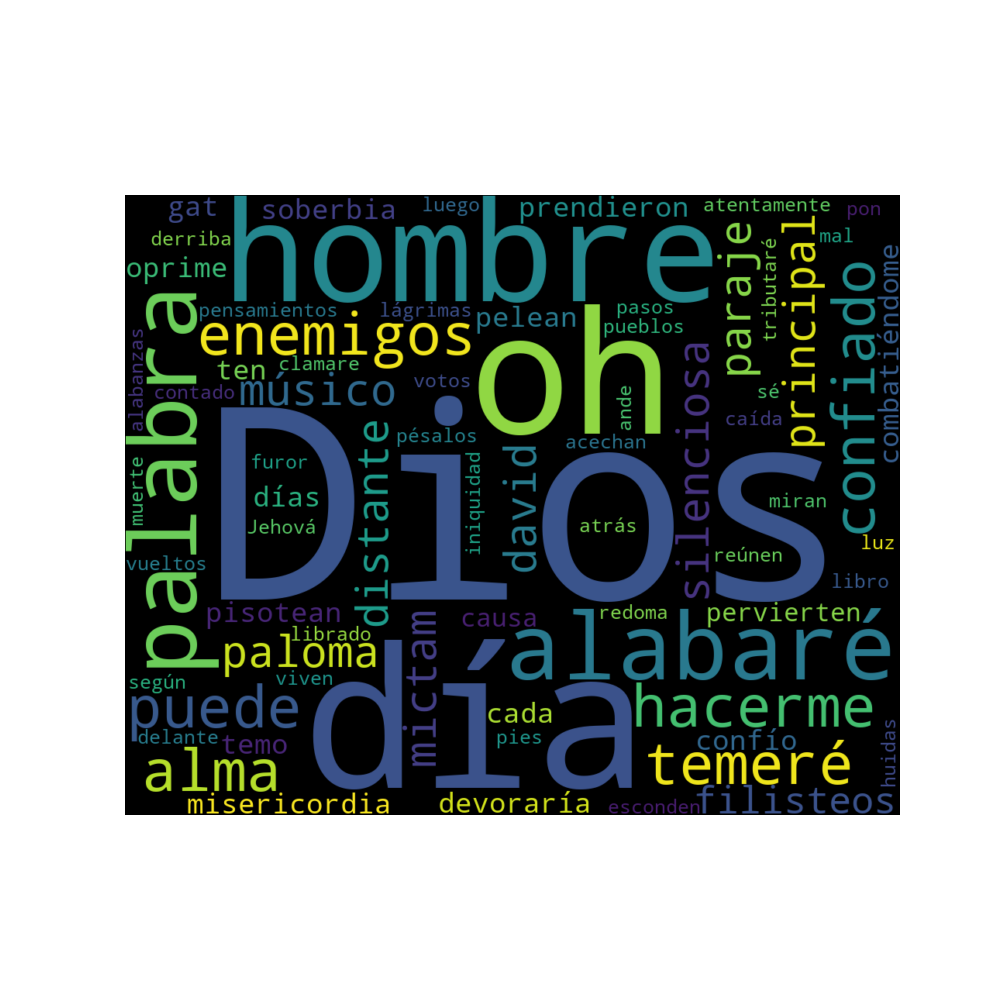 gat
soberbia
luego
prendieron
atentamente
pon
derriba
hombre
mal
oprime
paraje
principal
tributaré
combatiéndome
pensamientos
lágrimas
pelean
pasos
pueblos
confiado
palabra
enemigos
oh
alabanzas
ten
clamare
contado
músico
votos
ande
sé
caída
silenciosa
pésalos
acechan
distante
Dios
david
iniquidad
furor
días
Jehová
atrás
miran
muerte
reúnen
luz
vueltos
libro
pisotean
causa
redoma
pervierten
librado
paloma
mictam
alabaré
según
viven
día
puede
cada
hacerme
delante
temo
pies
confío
huidas
alma
temeré
misericordia
devoraría
esconden
filisteos